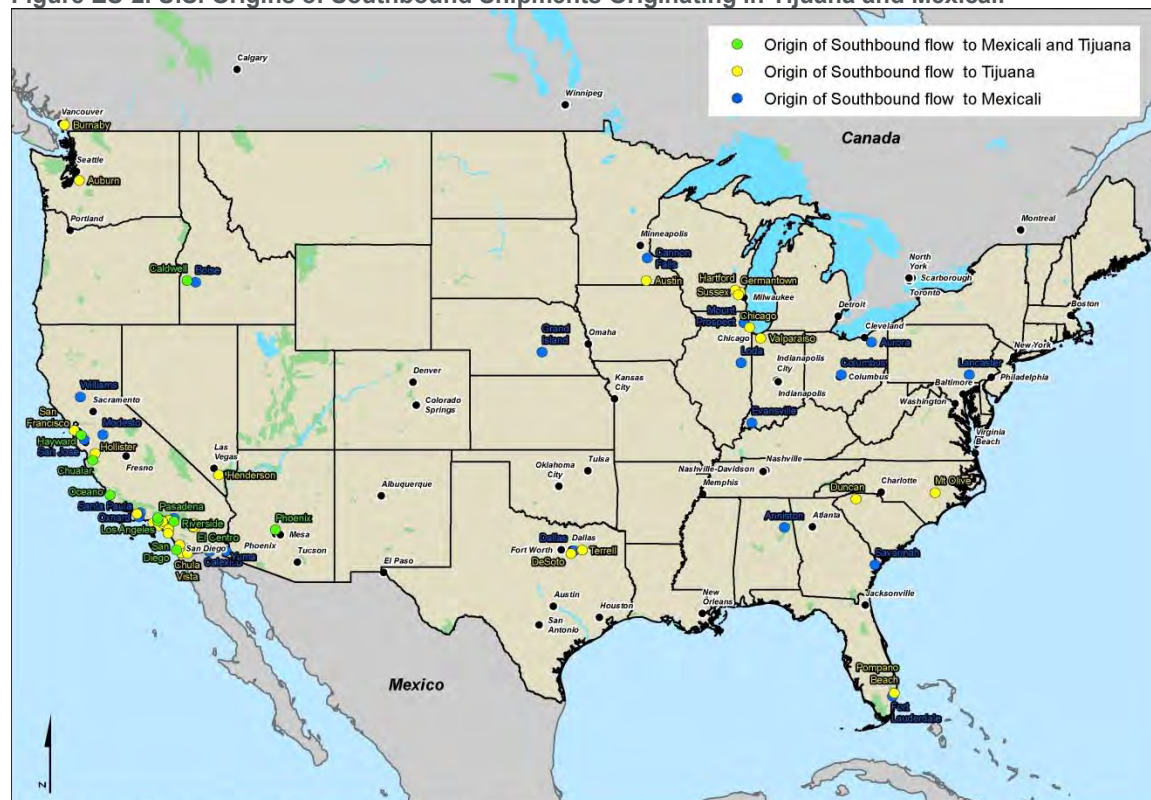 Figure ES-2: U.S. Origins of Southbound Shipments Originating in Tijuana and Mexicali
Origin of Southbound flow to Mexicali and Tijuana
Origin of Southbound flow to Tijuana
Origin of Southbound flow to Mexicali
Calgary
Winnipeg
Canada
Vancouver
Burnaby
Seattle
Auburn
Portland
Montreal
Minneapolis
Cannon
Falls
Austin
Hartford
Germantown
Sussex
Milwaukee
North
York
Scarborough
Toronto
Caldwell
Boise
Mount
Prospect
Chicago
Chicago
Valparaiso
Detroit
Boston
Cleveland
Aurora
New York
Grand
Island
Omaha
Loda
Indianapolis
City
Indianapolis
Columbus
Columbus
Lancaster
Philadelphia
Baltimore
Washington
Williams
Sacramento
Denver
Colorado
Springs
Kansas
City
Evansville
Virginia
Beach
San
Francisco
Modesto
Hayward
San Jose
Hollister
Chualar
Fresno
Las
Vegas
Henderson
Tulsa
Oklahoma
City
Nashville
Nashville-Davidson
Memphis
Albuquerque
Oceano
Santa Paula
Oxnard
Pasadena
Los Angeles
Riverside
El Centro
San
Diego
San Diego
Chula
Vista
Calexico
Yuma
Phoenix
Phoenix
Mesa
Tucson
El Paso
Duncan
Charlotte
Mt Olive
Anniston
Atlanta
Dallas
Dallas
Fort Worth
Terrell
DeSoto
Savannah
Austin
San
Antonio
Houston
New
Orleans
Jacksonville
Mexico
Pompano
Beach
Fort
Lauderdale
N